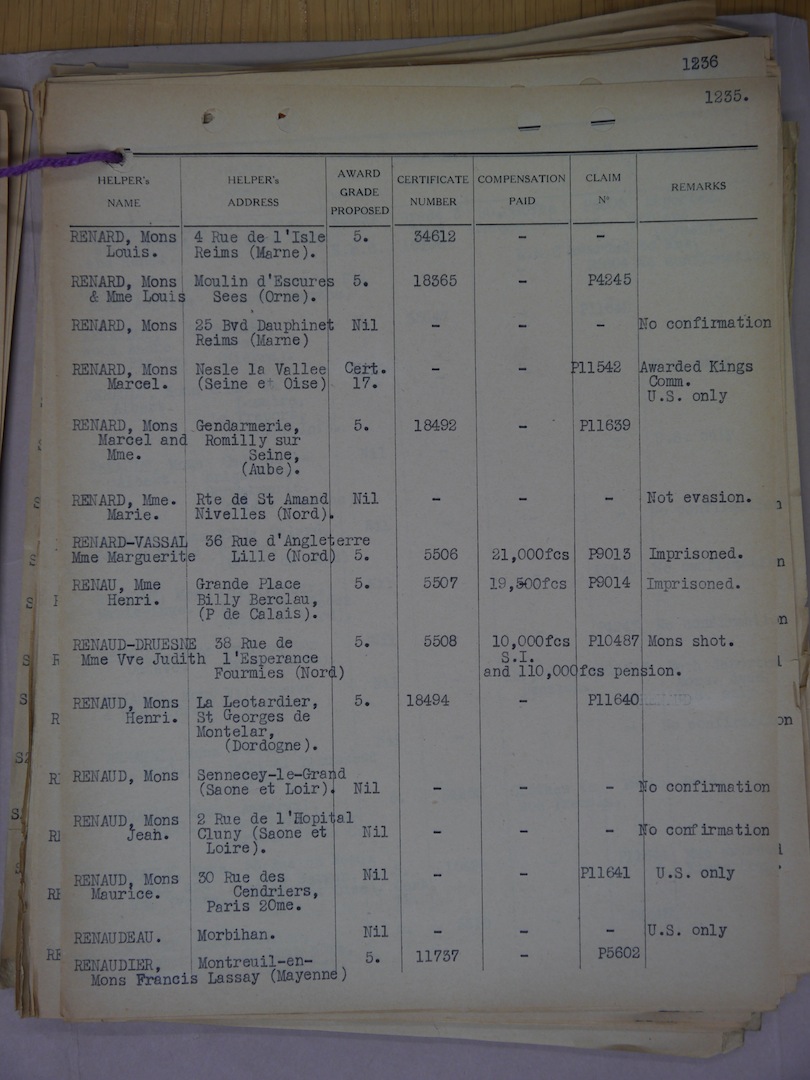 1236
1235.
HELPER's NAME HELPER's ADDRESS AWARD GRADE PROPOSED CERTIFICATE NUMBER COMPENSATION PAID CLAIM No REMARKS
RENARD, Mons 4 Rue de l'Isle 5. 34612 - -
Louis. Reims (Marne).
RENARD, Mons Moulin d'Escures 5. 18365 - P4245
& Mme Louis Sees (Orne).
RENARD, Mons 25 Bvd Dauphinet Nil - - - No confirmation
Reims (Marne)
RENARD, Mons Nesle la Vallee Cert. - - P11542 Awarded Kings
Marcel. (Seine et Oise) 17. Comm.
U.S. only
RENARD, Mons Gendarmerie, 5. 18492 - P11639
Marcel and Romilly sur
Mme. Seine,
(Aube).
RENARD, Mme. Rte de St Amand Nil - - - Not evasion.
Marie. Nivelles (Nord).
RENARD-VASSAL 36 Rue d'Angleterre
Mme Marguerite Lille (Nord) 5. 5506 21,000fcs P9013 Imprisoned.
RENAU, Mme Grande Place 5. 5507 19,500fcs P9014 Imprisoned.
Henri. Billy Berclau,
(P de Calais).
RENAUD-DRUESNE 38 Rue de 5. 5508 10,000fcs P10487 Mons shot.
Mme Vve Judith l'Esperance S.I.
Fourmies (Nord) and 110,000fcs pension.
RENAUD, Mons La Leotardier, 5. 18494 - P11640
Henri. St Georges de
Montelar,
(Dordogne).
RENAUD, Mons Sennecey-le-Grand
(Saone et Loir). Nil - - - No confirmation
RENAUD, Mons 2 Rue de l'Hopital
Jean. Cluny (Saone et Nil - - - No confirmation
Loire).
RENAUD, Mons 30 Rue des Nil P11641 U.S. only
Maurice. Cendriers,
Paris 20me.
RENAUDEAU. Morbihan. Nil - - - U.S. only
RENAUDIER, Montreuil-en- 5. 11737 - P5602
Mons Francis Lassay (Mayenne)